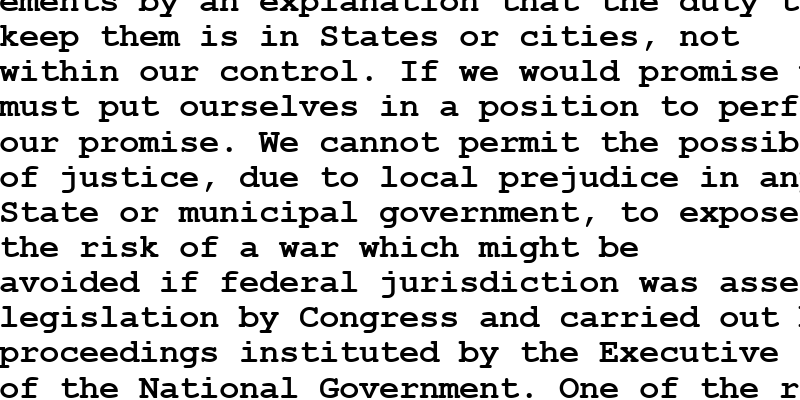 ements by an explanation that the duty
keep them is in States or cities, not
within our control. If we would promise
must put ourselves in a position to perf
our promise. We cannot permit the possib
of justice, due to local prejudice in any
State or municipal government, to expose
the risk of a war which might be
avoided if federal jurisdiction was asse
legislation by Congress and carried out
proceedings instituted by the Executive
of the National Government. One of the r